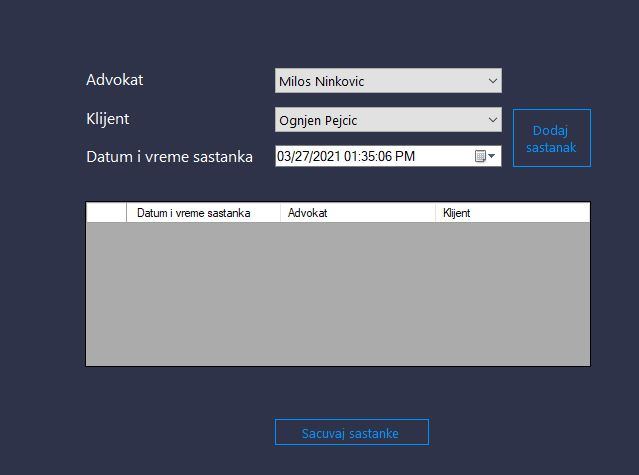 Advokat
Milos Ninkovic
Klijent
Ognjen Pejcic
Dodaj
sastanak
Datum i vreme sastanka
03/27/2021 01:35:06 PM
Datum i vreme sastanka Advokat Klijent
Sacuvaj sastanke